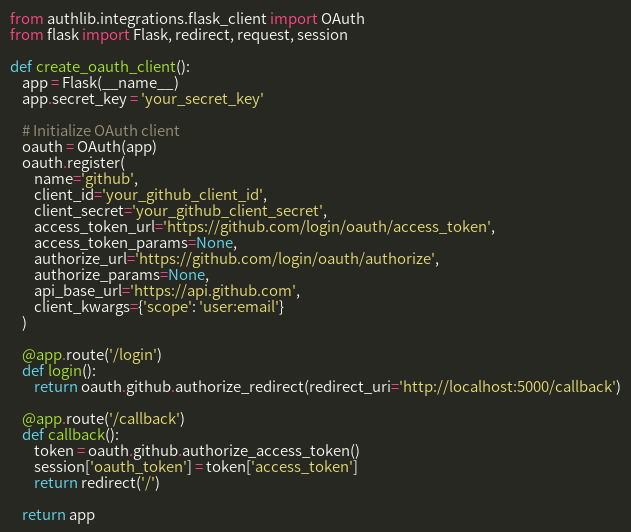 from authlib.integrations.flask_client import OAuth
from flask import Flask, redirect, request, session

def create_oauth_client():
    app = Flask(__name__)
    app.secret_key = 'your_secret_key'

    # Initialize OAuth client
    oauth = OAuth(app)
    oauth.register(
        name='github',
        client_id='your_github_client_id',
        client_secret='your_github_client_secret',
        access_token_url='https://github.com/login/oauth/access_token',
        access_token_params=None,
        authorize_url='https://github.com/login/oauth/authorize',
        authorize_params=None,
        api_base_url='https://api.github.com',
        client_kwargs={'scope': 'user:email'}
    )

    @app.route('/login')
    def login():
        return oauth.github.authorize_redirect(redirect_uri='http://localhost:5000/callback')

    @app.route('/callback')
    def callback():
        token = oauth.github.authorize_access_token()
        session['oauth_token'] = token['access_token']
        return redirect('/')

    return app